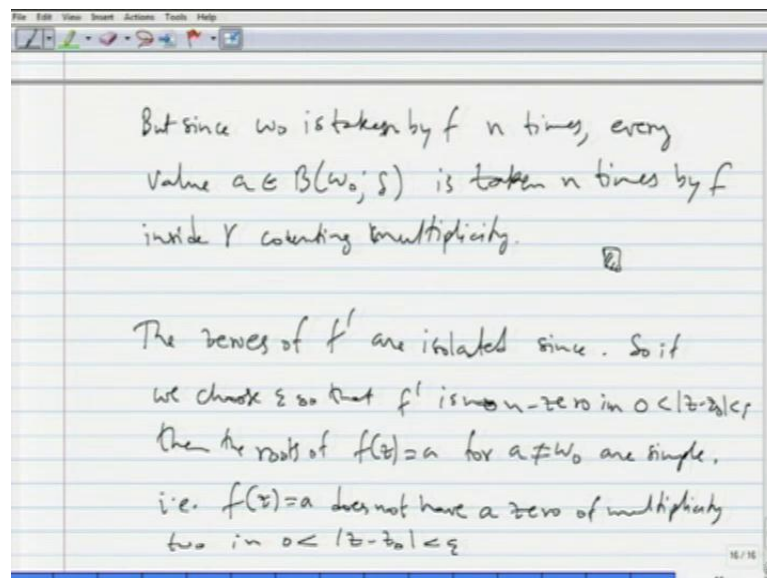 File Edit View Insert Actions Tools Help
But since w₀ is taken by f n times, every
value a ∈ B(w₀; δ) is taken n times by f
inside γ counting multiplicity.
The zeroes of f' are isolated since. So if
we choose ε so that f' is non-zero in 0<|z-z₀|<ε
then the roots of f(z)=a for a≠w₀ are simple.
i.e. f(z)=a does not have a zero of multiplicity
two in 0< |z-z₀| <ε
16/16